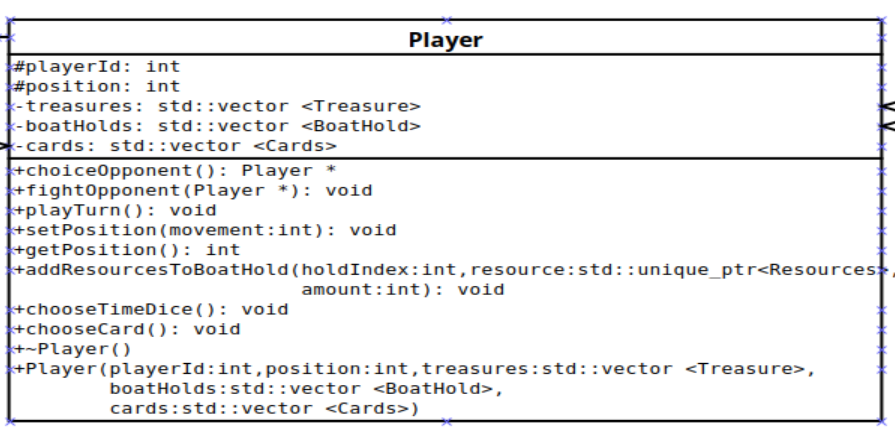 Player
#playerId: int
#position: int
-treasures: std::vector <Treasure>
-boatHolds: std::vector <BoatHold>
-cards: std::vector <Cards>
+choiceOpponent(): Player *
+fightOpponent(Player *): void
+playTurn(): void
+setPosition(movement:int): void
+getPosition(): int
+addResourcesToBoatHold(holdIndex:int,resource:std::unique_ptr<Resources>,
amount:int): void
+chooseTimeDice(): void
+chooseCard(): void
+~Player()
+Player(playerId:int,position:int,treasures:std::vector <Treasure>,
boatHolds:std::vector <BoatHold>,
cards:std::vector <Cards>)